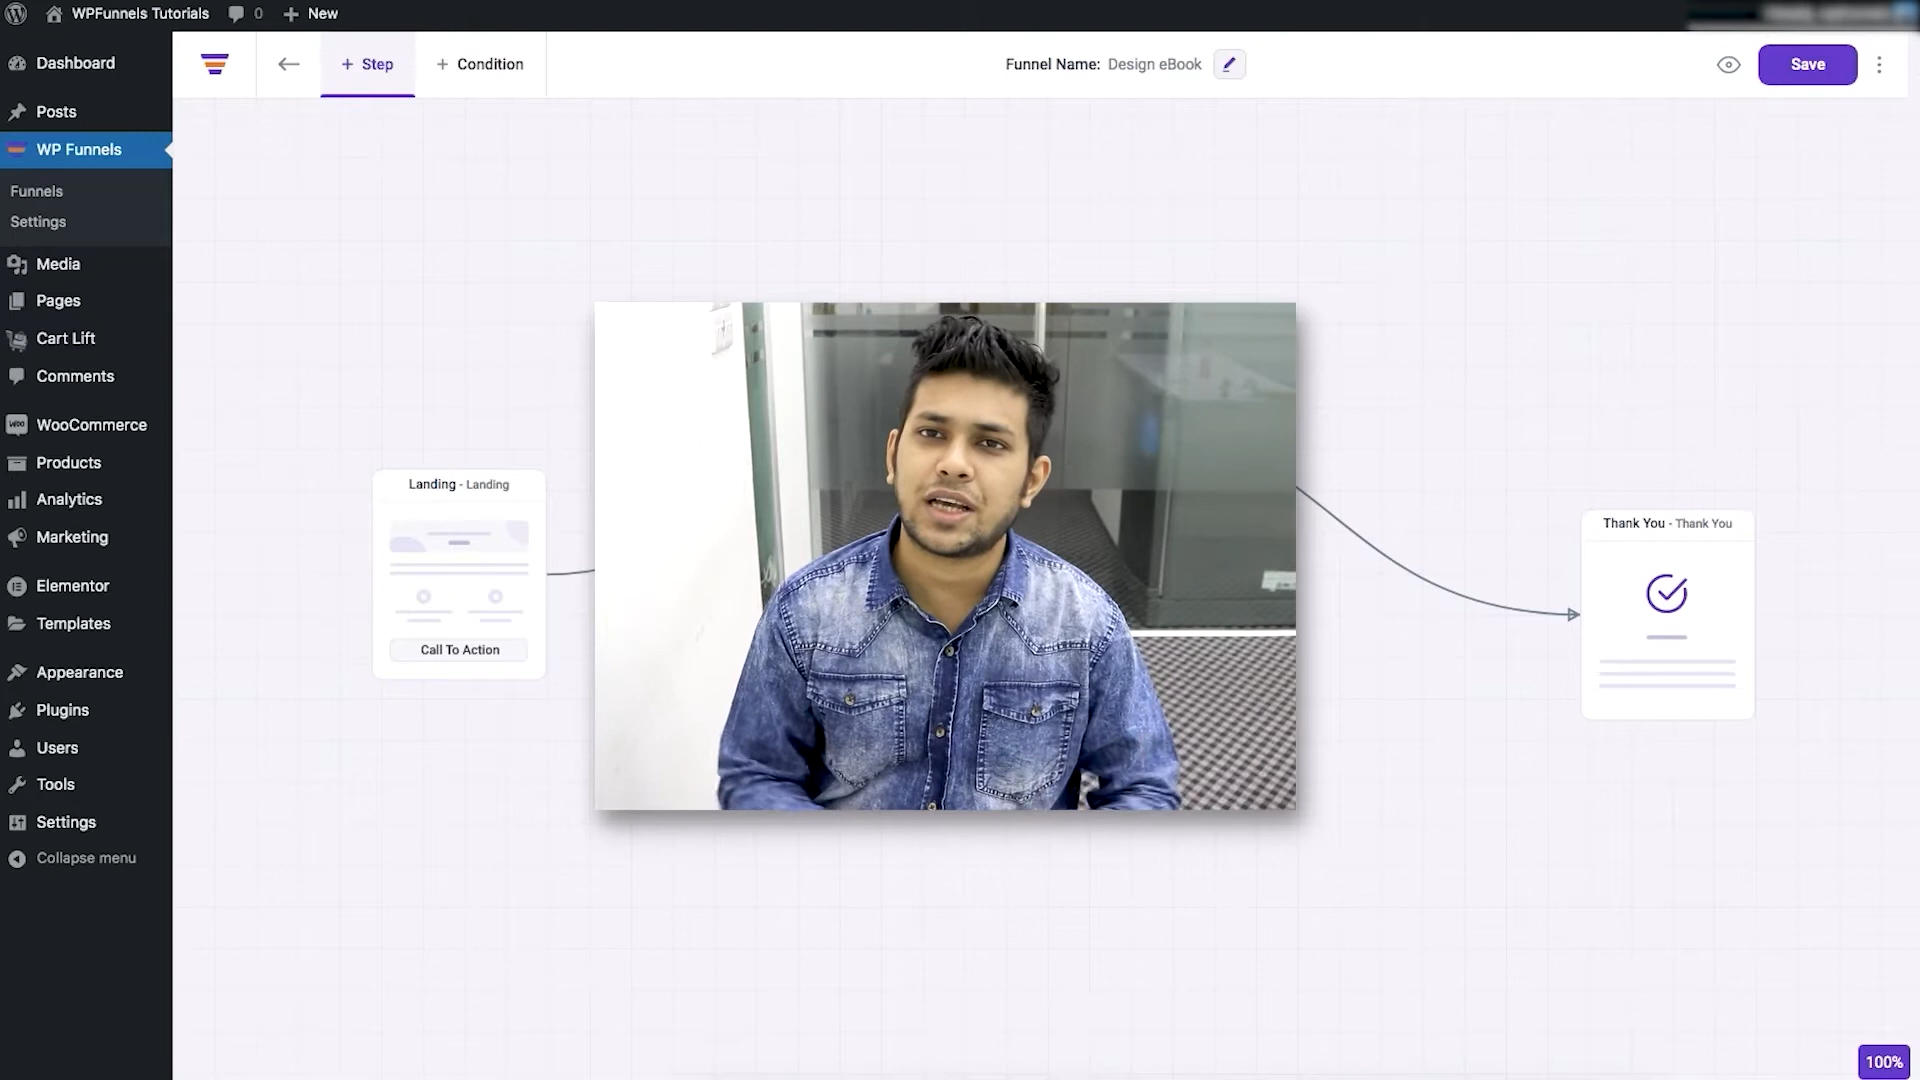 WPFunnels Tutorials 0 New
Dashboard
Posts
WP Funnels
Funnels
Settings
Media
Pages
Cart Lift
Comments
WooCommerce
Products
Analytics
Marketing
Elementor
Templates
Appearance
Plugins
Users
Tools
Settings
Collapse menu
+ Step
+ Condition
Funnel Name: Design eBook
Save
Landing - Landing
Call To Action
Thank You - Thank You
100%